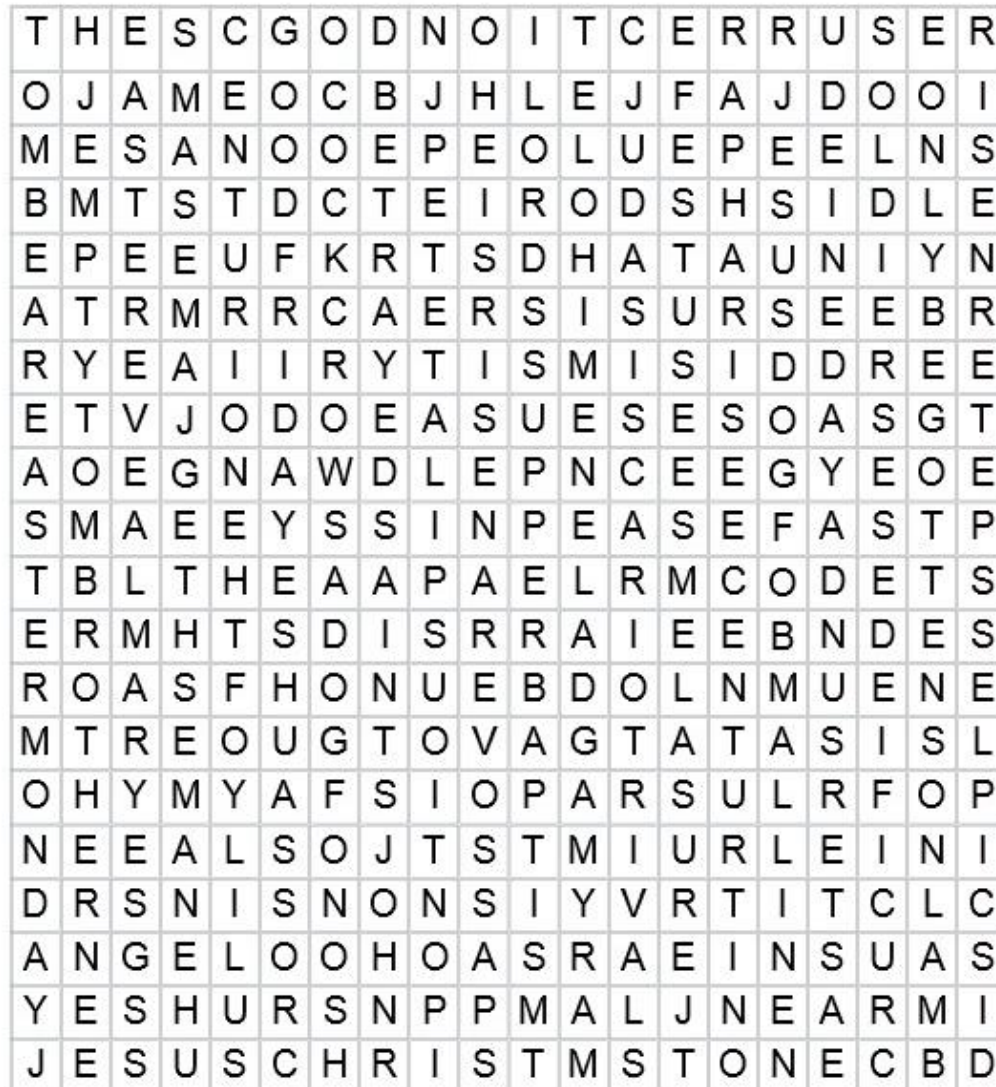 T H E S C G O D N O I T C E R R U S E R
O J A M E O C B J H L E J F A J D O O I
M E S A N O O E P E O L U E P E E L N S
B M T S T D C T E I R O D S H S I D L E
E P E E U F K R T S D H A T A U N I Y N
A T R M R R C A E R S I S U R S E E B R
R Y E A I I R Y T I S M I S I D D R E E
E T V J O D O E A S U E S E S O A S G T
A O E G N A W D L E P N C E E G Y E O E
S M A E E Y S S I N P E A S E F A S T P
T B L T H E A A P A E L R M C O D E T S
E R M H T S D I S R R A I E E B N D E S
R O A S F H O N U E B D O L N M U E N E
M T R E O U G T O V A G T A T A S I S L
O H Y M Y A F S I O P A R S U L R F O P
N E E A L S O J T S T M I U R L E I N I
D R S N I S N O N S I Y V R T I T C L C
A N G E L O O H O A S R A E I N S U A S
Y E S H U R S N P P M A L J N E A R M I
J E S U S C H R I S T M S T O N E C B D